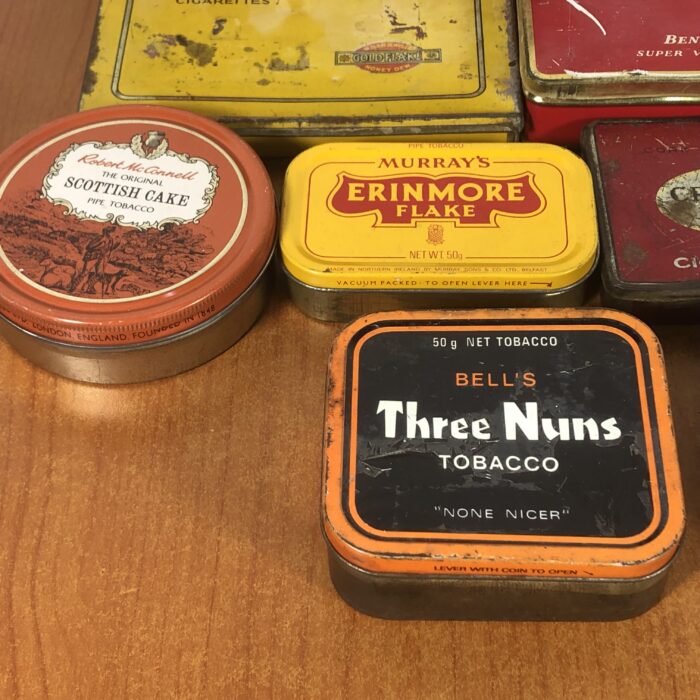 CIGARETTES.
GOLD FLAKE
HONEY DEW
BEN
SUPER V
Robert McConnell
THE ORIGINAL
SCOTTISH CAKE
PIPE TOBACCO
LONDON, ENGLAND, FOUNDED IN 1848
PIPE TOBACCO
MURRAY'S
ERINMORE
FLAKE
NET WT. 50g
MADE IN NORTHERN IRELAND BY MURRAY, SONS & CO. LTD., BELFAST.
VACUUM PACKED · TO OPEN LEVER HERE
50 g NET TOBACCO
BELL'S
Three Nuns
TOBACCO
"NONE NICER"
LEVER WITH COIN TO OPEN